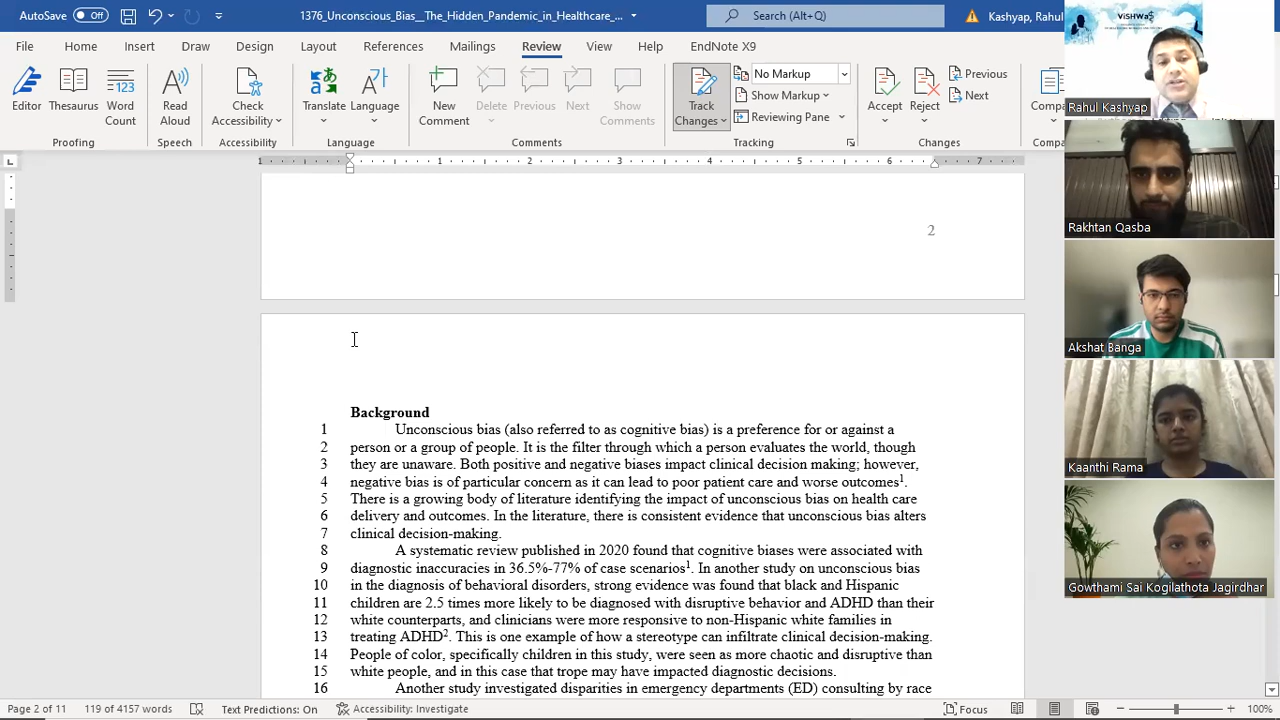 AutoSave Off
1376_Unconscious_Bias__The_Hidden_Pandemic_in_Healthcare_...
Search (Alt+Q)
Kashyap, Rahul
File Home Insert Draw Design Layout References Mailings Review View Help EndNote X9
Editor
Thesaurus
Word Count
Proofing
Read Aloud
Speech
Check Accessibility
Accessibility
Translate
Language
Language
New Comment
Delete
Previous
Next
Show Comments
Comments
Track Changes
No Markup
Show Markup
Reviewing Pane
Tracking
Accept
Reject
Previous
Next
Changes
1 1 2 3 4 5 6 7
2
Background
1 Unconscious bias (also referred to as cognitive bias) is a preference for or against a
2 person or a group of people. It is the filter through which a person evaluates the world, though
3 they are unaware. Both positive and negative biases impact clinical decision making; however,
4 negative bias is of particular concern as it can lead to poor patient care and worse outcomes1.
5 There is a growing body of literature identifying the impact of unconscious bias on health care
6 delivery and outcomes. In the literature, there is consistent evidence that unconscious bias alters
7 clinical decision-making.
8 A systematic review published in 2020 found that cognitive biases were associated with
9 diagnostic inaccuracies in 36.5%-77% of case scenarios1. In another study on unconscious bias
10 in the diagnosis of behavioral disorders, strong evidence was found that black and Hispanic
11 children are 2.5 times more likely to be diagnosed with disruptive behavior and ADHD than their
12 white counterparts, and clinicians were more responsive to non-Hispanic white families in
13 treating ADHD2. This is one example of how a stereotype can infiltrate clinical decision-making.
14 People of color, specifically children in this study, were seen as more chaotic and disruptive than
15 white people, and in this case that trope may have impacted diagnostic decisions.
16 Another study investigated disparities in emergency departments (ED) consulting by race
Page 2 of 11 119 of 4157 words Text Predictions: On Accessibility: Investigate Focus 100%
ViSHWaS
Rahul Kashyap
Rakhtan Qasba
Akshat Banga
Kaanthi Rama
Gowthami Sai Kogilathota Jagirdhar